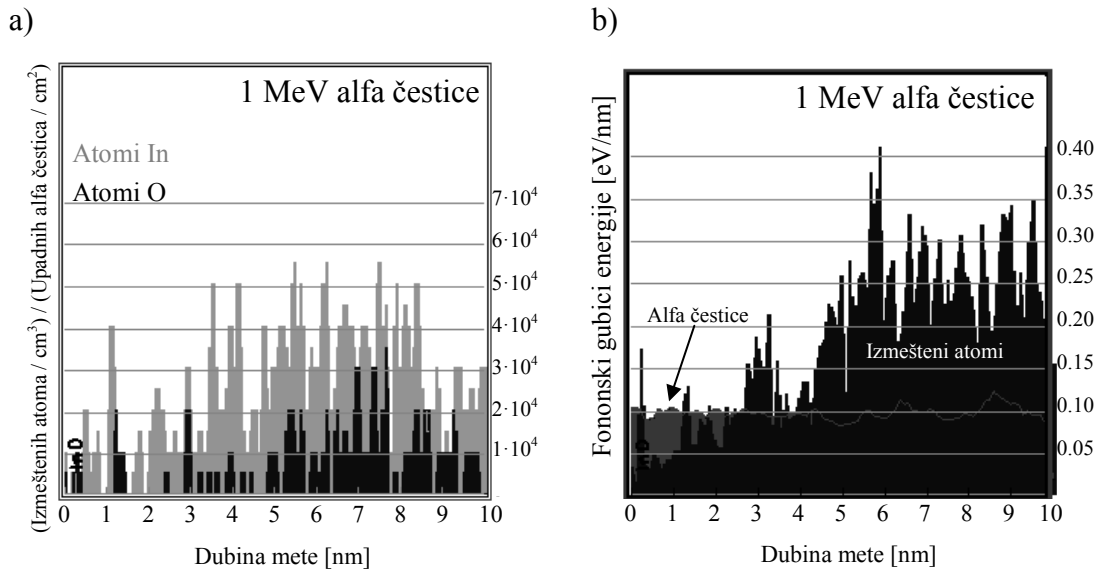 a)
(Izmeštenih atoma / cm³) / (Upadnih alfa čestica / cm²)
1 MeV alfa čestice
Atomi In
Atomi O
7·10⁴
6·10⁴
5·10⁴
4·10⁴
3·10⁴
2·10⁴
1·10⁴
0 1 2 3 4 5 6 7 8 9 10
Dubina mete [nm]
b)
Fononski gubici energije [eV/nm]
1 MeV alfa čestice
0.40
0.35
0.30
0.25
0.20
0.15
0.10
0.05
Alfa čestice
Izmešteni atomi
0 1 2 3 4 5 6 7 8 9 10
Dubina mete [nm]